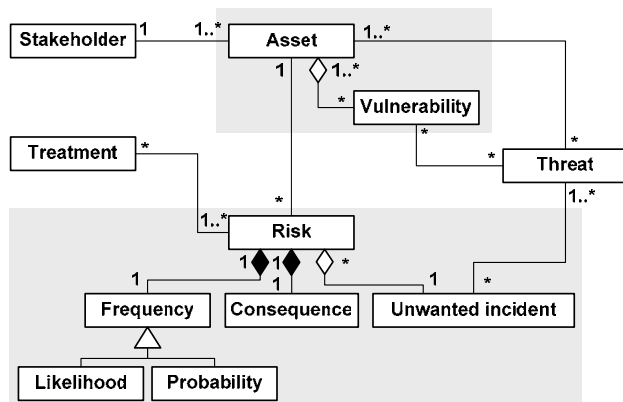 Stakeholder 1 1..* Asset 1..*
1 1..*
* Vulnerability
*
Treatment * * Threat
* 1..*
1..* * Risk
1 1 *
1 1 1 *
Frequency Consequence Unwanted incident
Likelihood Probability